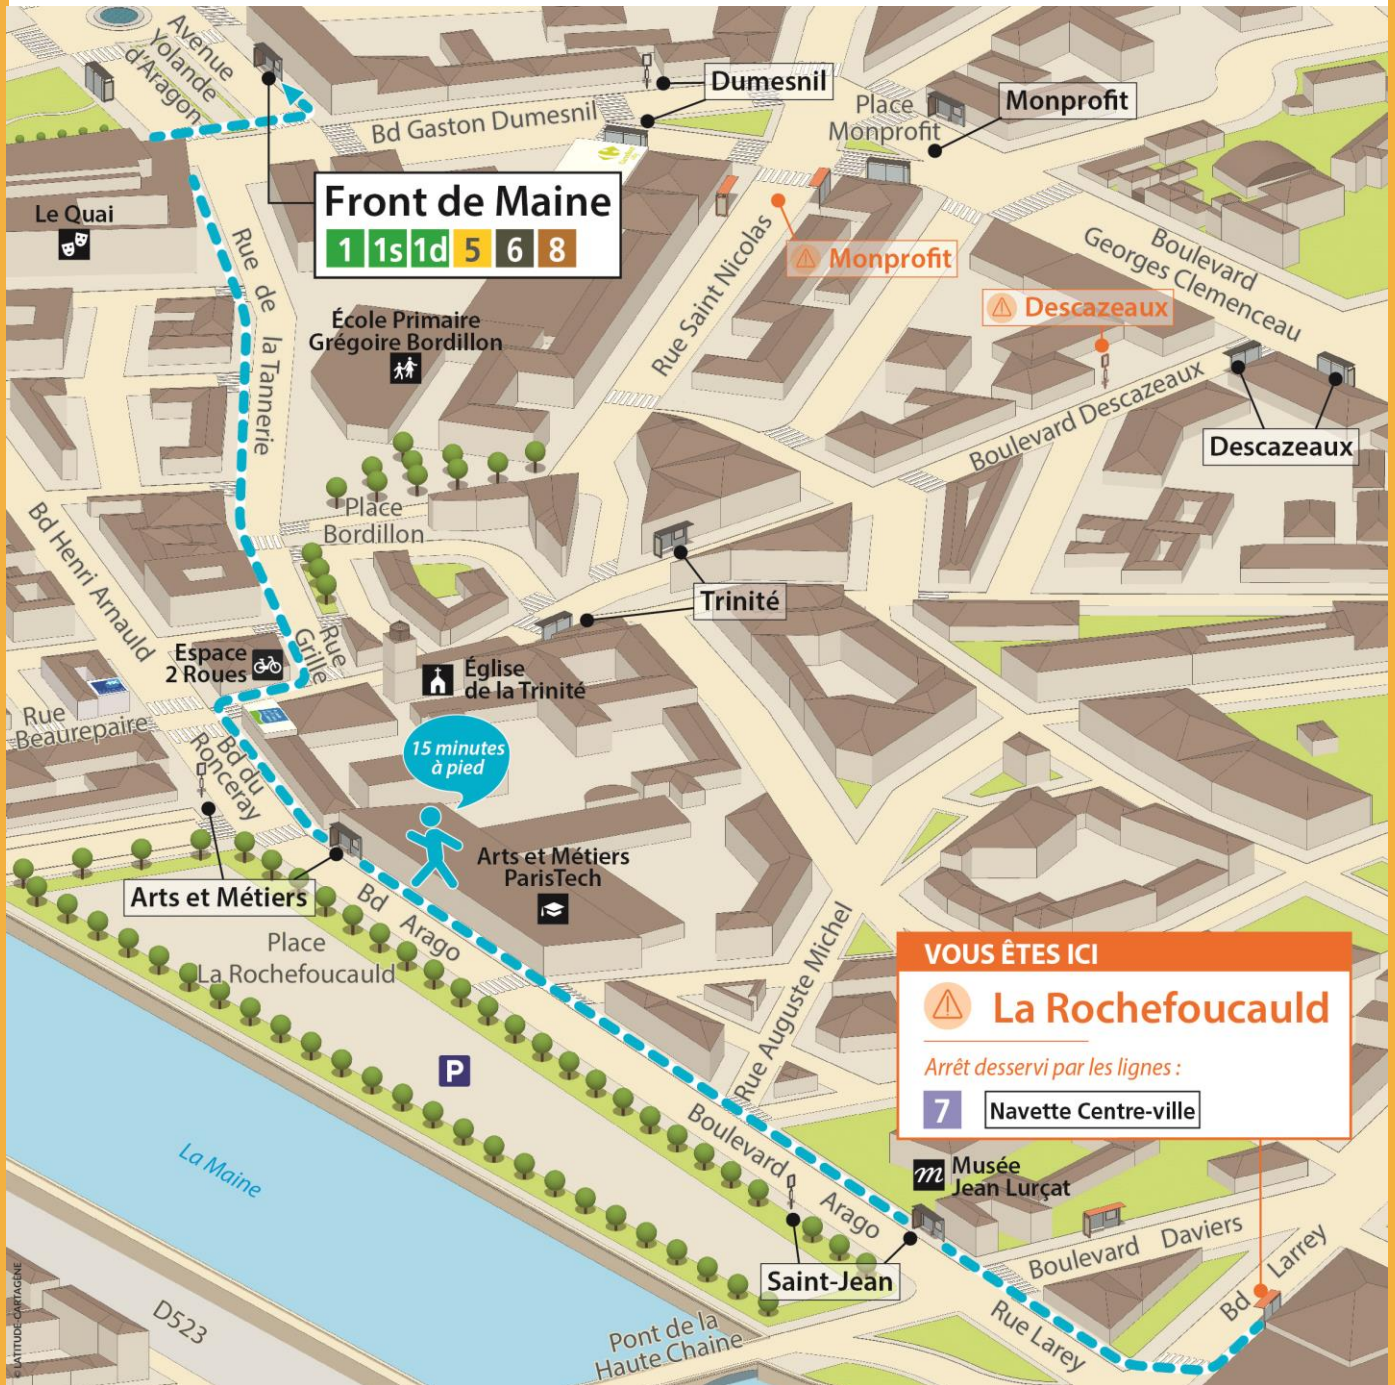 Avenue
Yolande
d'Aragon
Bd Gaston Dumesnil
Dumesnil
Place
Monprofit
Monprofit
Front de Maine
1 1s 1d 5 6 8
Le Quai
Rue de la Tannerie
École Primaire
Grégoire Bordillon
Rue Saint Nicolas
Monprofit
Boulevard
Georges Clemenceau
Descazeaux
Boulevard Descazeaux
Descazeaux
Place
Bordillon
Bd Henri Arnauld
Trinité
Rue
Grille
Espace
2 Roues
Église
de la Trinité
Rue
Beaurepaire
Bd du
Ronceray
15 minutes
à pied
Arts et Métiers
ParisTech
Arts et Métiers
Bd Arago
Place
La Rochefoucauld
P
Rue Auguste Michel
VOUS ÊTES ICI
La Rochefoucauld
Arrêt desservi par les lignes :
7 Navette Centre-ville
Boulevard Arago
La Maine
m Musée
Jean Lurçat
Saint-Jean
Boulevard Daviers
Bd Larrey
Rue Larey
Pont de la
Haute Chaine
D523
© LATITUDE-CARTAGÈNE